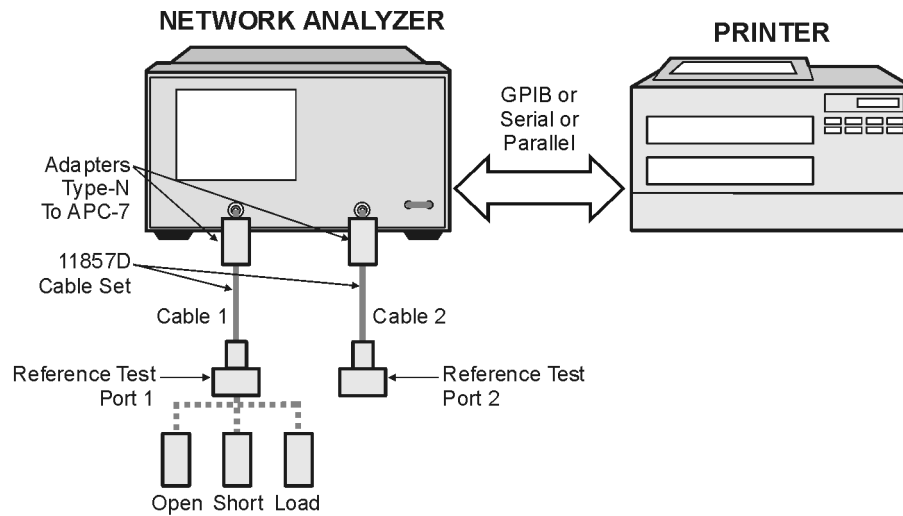 NETWORK ANALYZER
PRINTER
GPIB or
Serial or
Parallel
Adapters
Type-N
To APC-7
11857D
Cable Set
Cable 1
Cable 2
Reference Test
Port 1
Reference Test
Port 2
Open
Short
Load